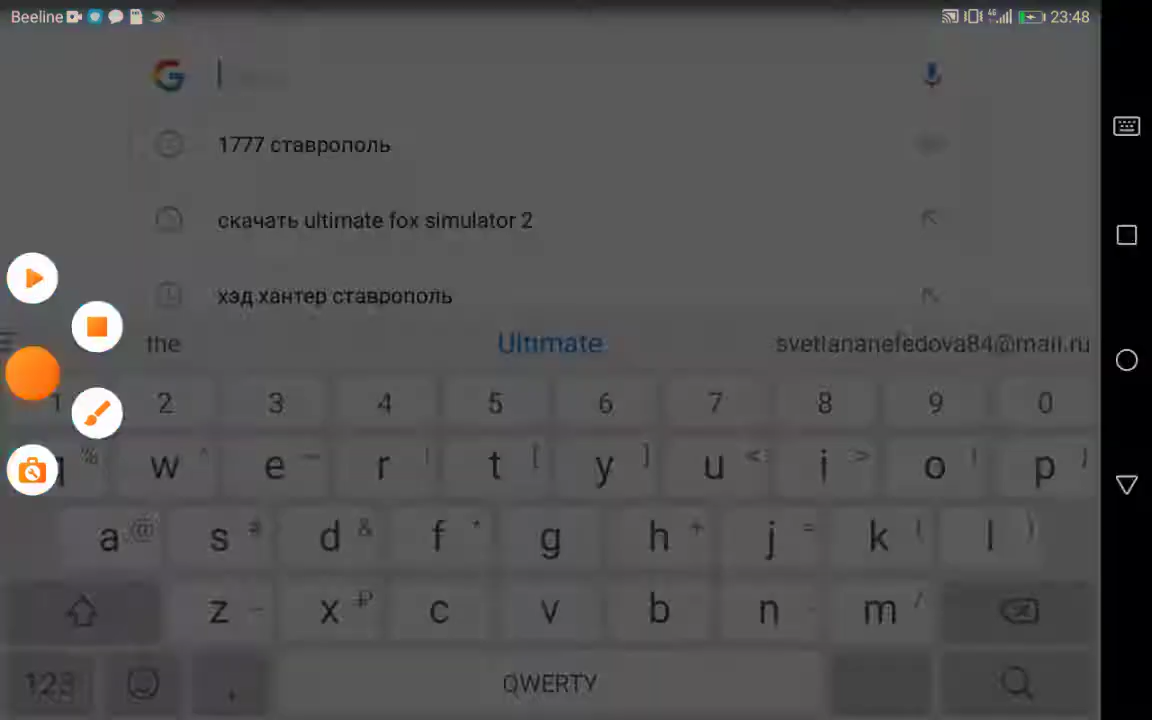 Beeline 4G 23:48
G
1777 ставрополь
скачать ultimate fox simulator 2
хэд хантер ставрополь
the Ultimate svetlananefedova84@mail.ru
1 2 3 4 5 6 7 8 9 0
q % w ^ e r | t [ y ] u < i > o p }
a @ s # d & f * g h + j = k ( l )
z x ₽ c v b n m /
123 , QWERTY